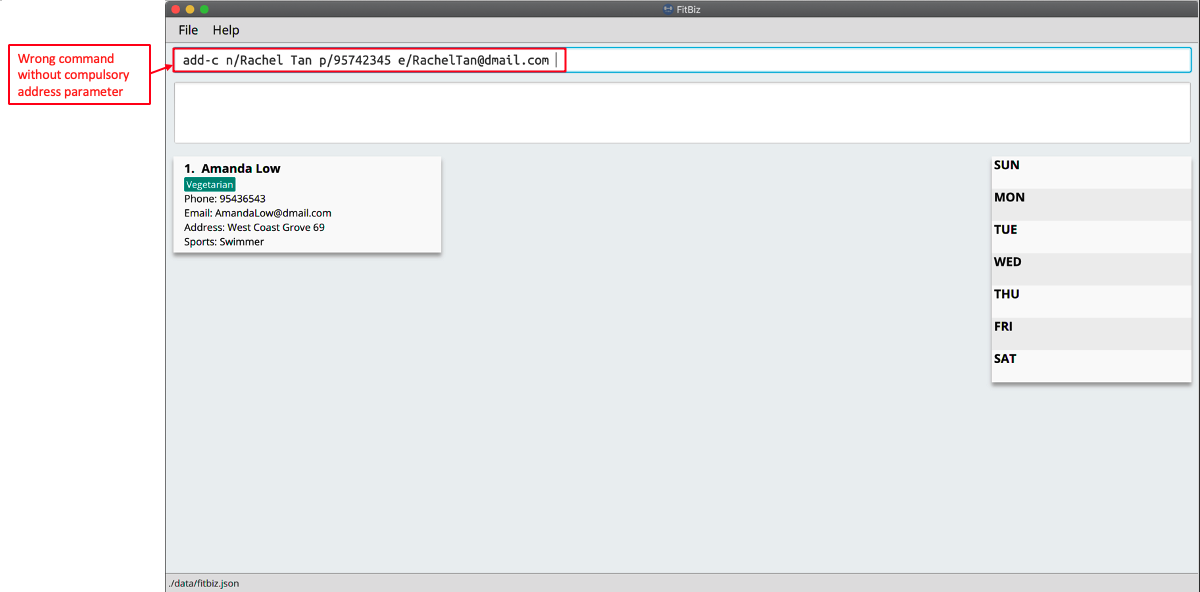 FitBiz
File Help
Wrong command
without compulsory
address parameter
add-c n/Rachel Tan p/95742345 e/RachelTan@dmail.com
1. Amanda Low
Vegetarian
Phone: 95436543
Email: AmandaLow@dmail.com
Address: West Coast Grove 69
Sports: Swimmer
SUN
MON
TUE
WED
THU
FRI
SAT
./data/fitbiz.json